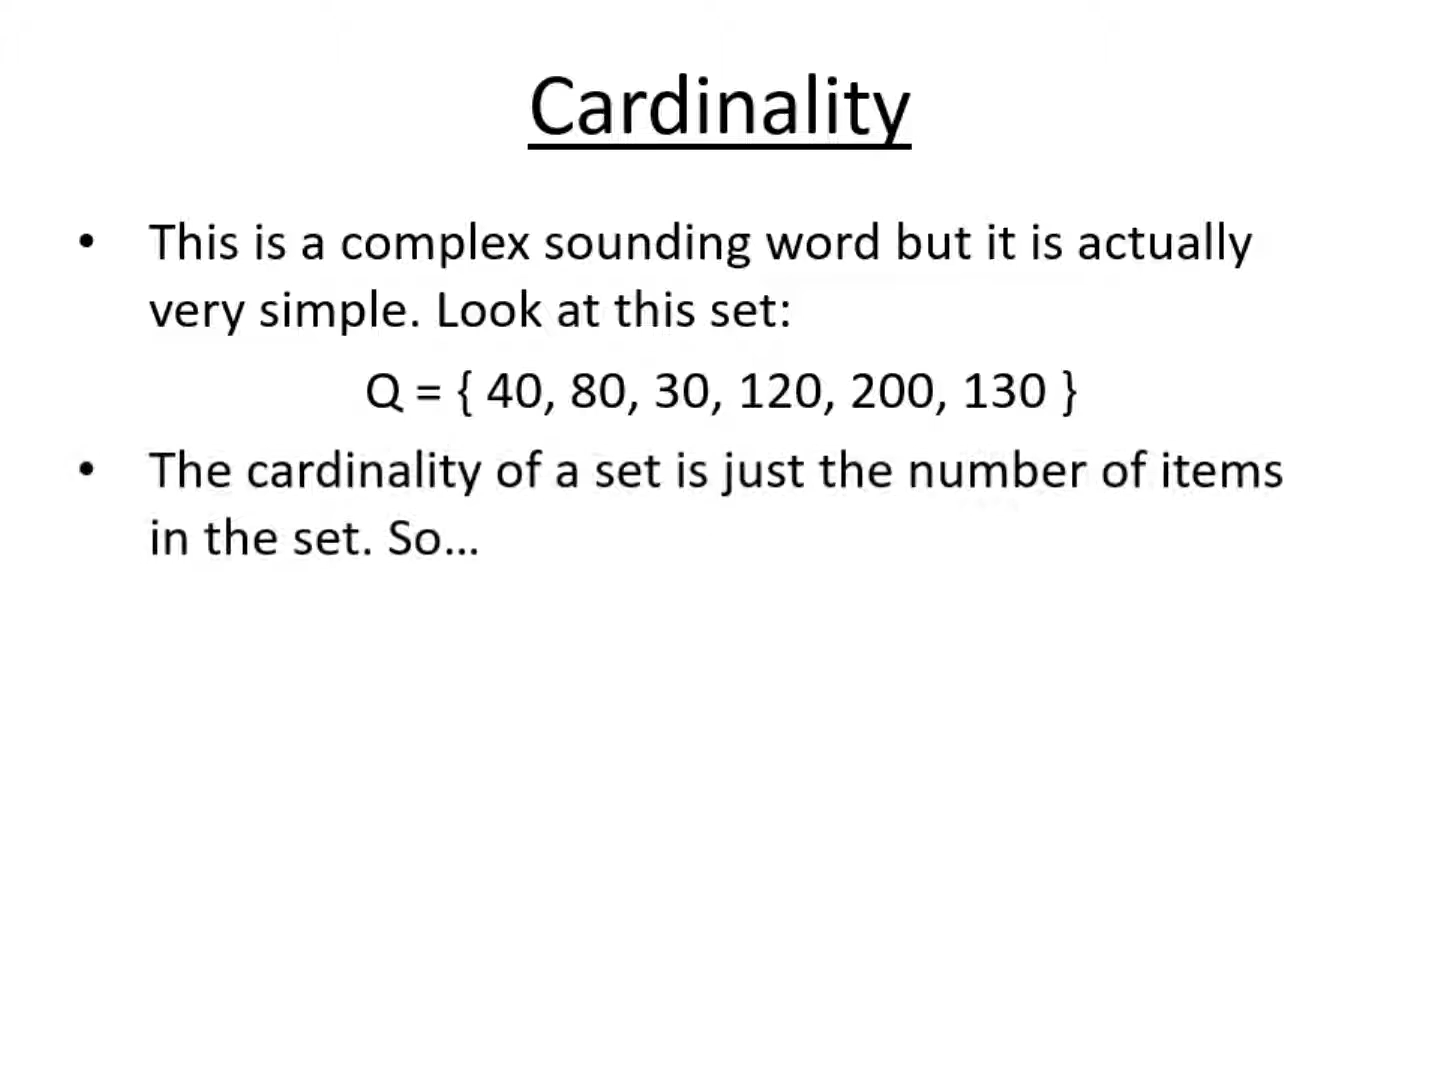 Cardinality
• This is a complex sounding word but it is actually
very simple. Look at this set:
Q = { 40, 80, 30, 120, 200, 130 }
• The cardinality of a set is just the number of items
in the set. So…